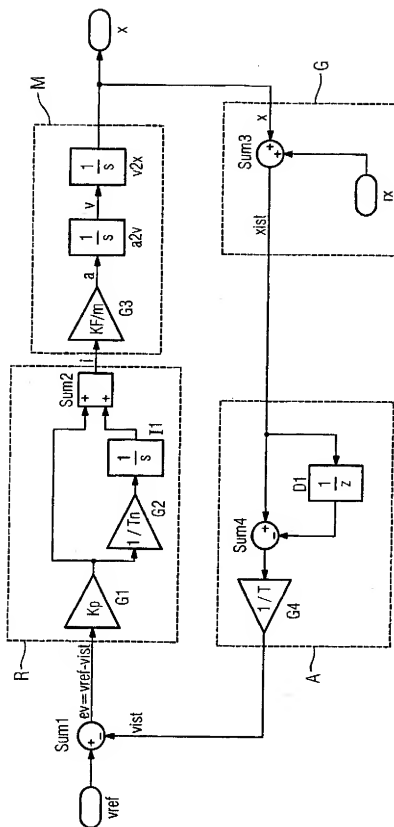 vref
Sum1
+
-
ev=vref-vist
vist
R
Kp
G1
1/Tn
G2
1
s
I1
Sum2
+
+
i
M
KF/m
G3
a
1
s
a2v
v
1
s
v2x
x
G
x
Sum3
+
+
rx
xist
A
D1
1
z
Sum4
+
-
1/T
G4